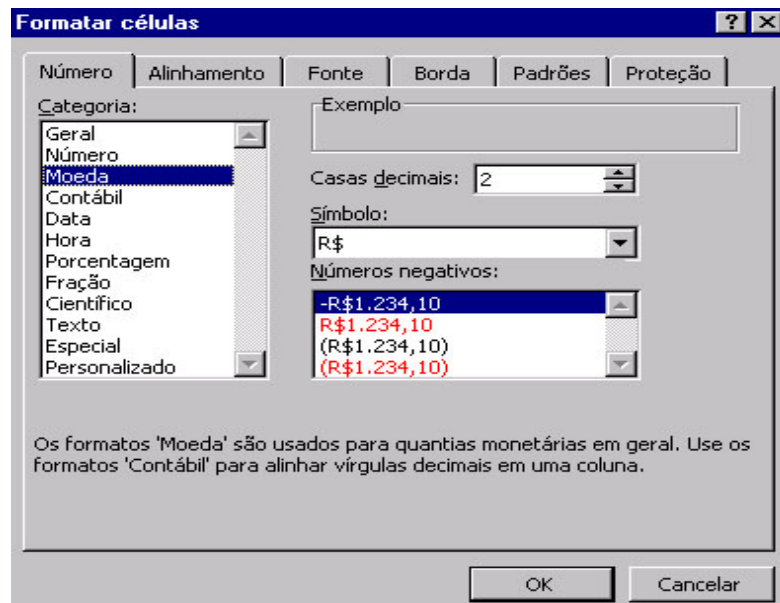 Formatar células
Número Alinhamento Fonte Borda Padrões Proteção
Categoria:
Geral
Número
Moeda
Contábil
Data
Hora
Porcentagem
Fração
Científico
Texto
Especial
Personalizado
Exemplo
Casas decimais: 2
Símbolo:
R$
Números negativos:
-R$1.234,10
R$1.234,10
(R$1.234,10)
(R$1.234,10)
Os formatos 'Moeda' são usados para quantias monetárias em geral. Use os
formatos 'Contábil' para alinhar vírgulas decimais em uma coluna.
OK Cancelar